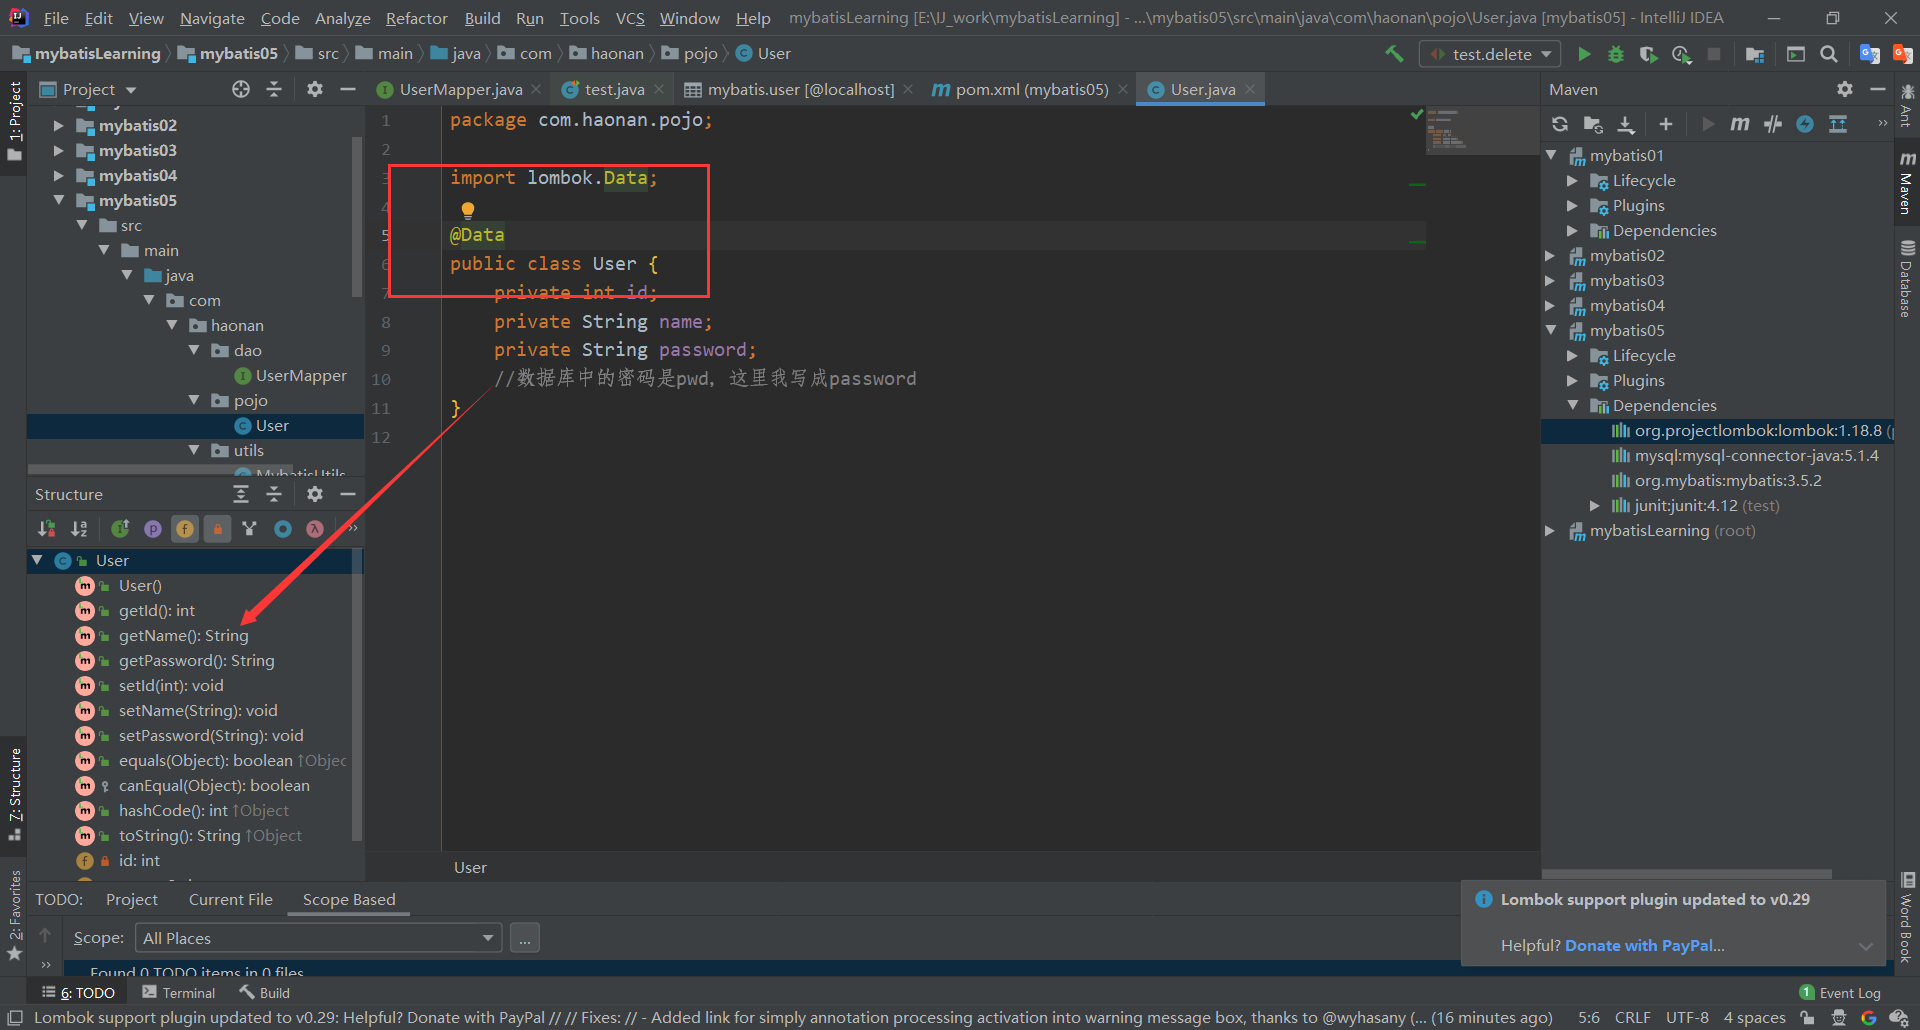 File Edit View Navigate Code Analyze Refactor Build Run Tools VCS Window Help mybatisLearning [E:\IJ_work\mybatisLearning] - ...\mybatis05\src\main\java\com\haonan\pojo\User.java [mybatis05] - IntelliJ IDEA
mybatisLearning mybatis05 src main java com haonan pojo User
test.delete
1: Project
Project
mybatis02
mybatis03
mybatis04
mybatis05
src
main
java
com
haonan
dao
UserMapper
pojo
User
utils
MybatisUtils
UserMapper.java
test.java
mybatis.user [@localhost]
pom.xml (mybatis05)
User.java
1 package com.haonan.pojo;
2
3 import lombok.Data;
4
5 @Data
6 public class User {
7 private int id;
8 private String name;
9 private String password;
10 //数据库中的密码是pwd, 这里我写成password
11 }
12
User
Structure
User
User()
getId(): int
getName(): String
getPassword(): String
setId(int): void
setName(String): void
setPassword(String): void
equals(Object): boolean ↑Objec
canEqual(Object): boolean
hashCode(): int ↑Object
toString(): String ↑Object
id: int
7: Structure
2: Favorites
Maven
mybatis01
Lifecycle
Plugins
Dependencies
mybatis02
mybatis03
mybatis04
mybatis05
Lifecycle
Plugins
Dependencies
org.projectlombok:lombok:1.18.8 (
mysql:mysql-connector-java:5.1.4
org.mybatis:mybatis:3.5.2
junit:junit:4.12 (test)
mybatisLearning (root)
Ant
Maven
Database
Word Book
TODO: Project Current File Scope Based
Scope: All Places ...
Found 0 TODO items in 0 files
Lombok support plugin updated to v0.29
Helpful? Donate with PayPal...
6: TODO Terminal Build
1 Event Log
Lombok support plugin updated to v0.29: Helpful? Donate with PayPal // // Fixes: // - Added link for simply annotation processing activation into warning message box, thanks to @wyhasany (... (16 minutes ago) 5:6 CRLF UTF-8 4 spaces